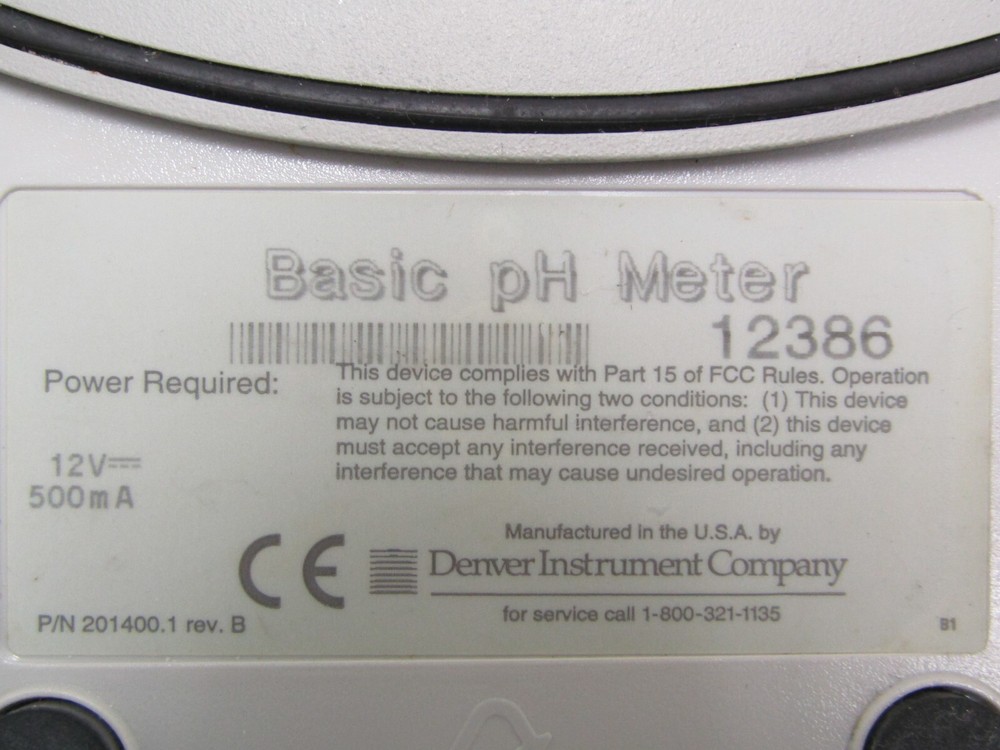 Basic pH Meter
12386
Power Required:
12V
500mA
This device complies with Part 15 of FCC Rules. Operation
is subject to the following two conditions: (1) This device
may not cause harmful interference, and (2) this device
must accept any interference received, including any
interference that may cause undesired operation.
CE
Manufactured in the U.S.A. by
Denver Instrument Company
for service call 1-800-321-1135
P/N 201400.1 rev. B
B1